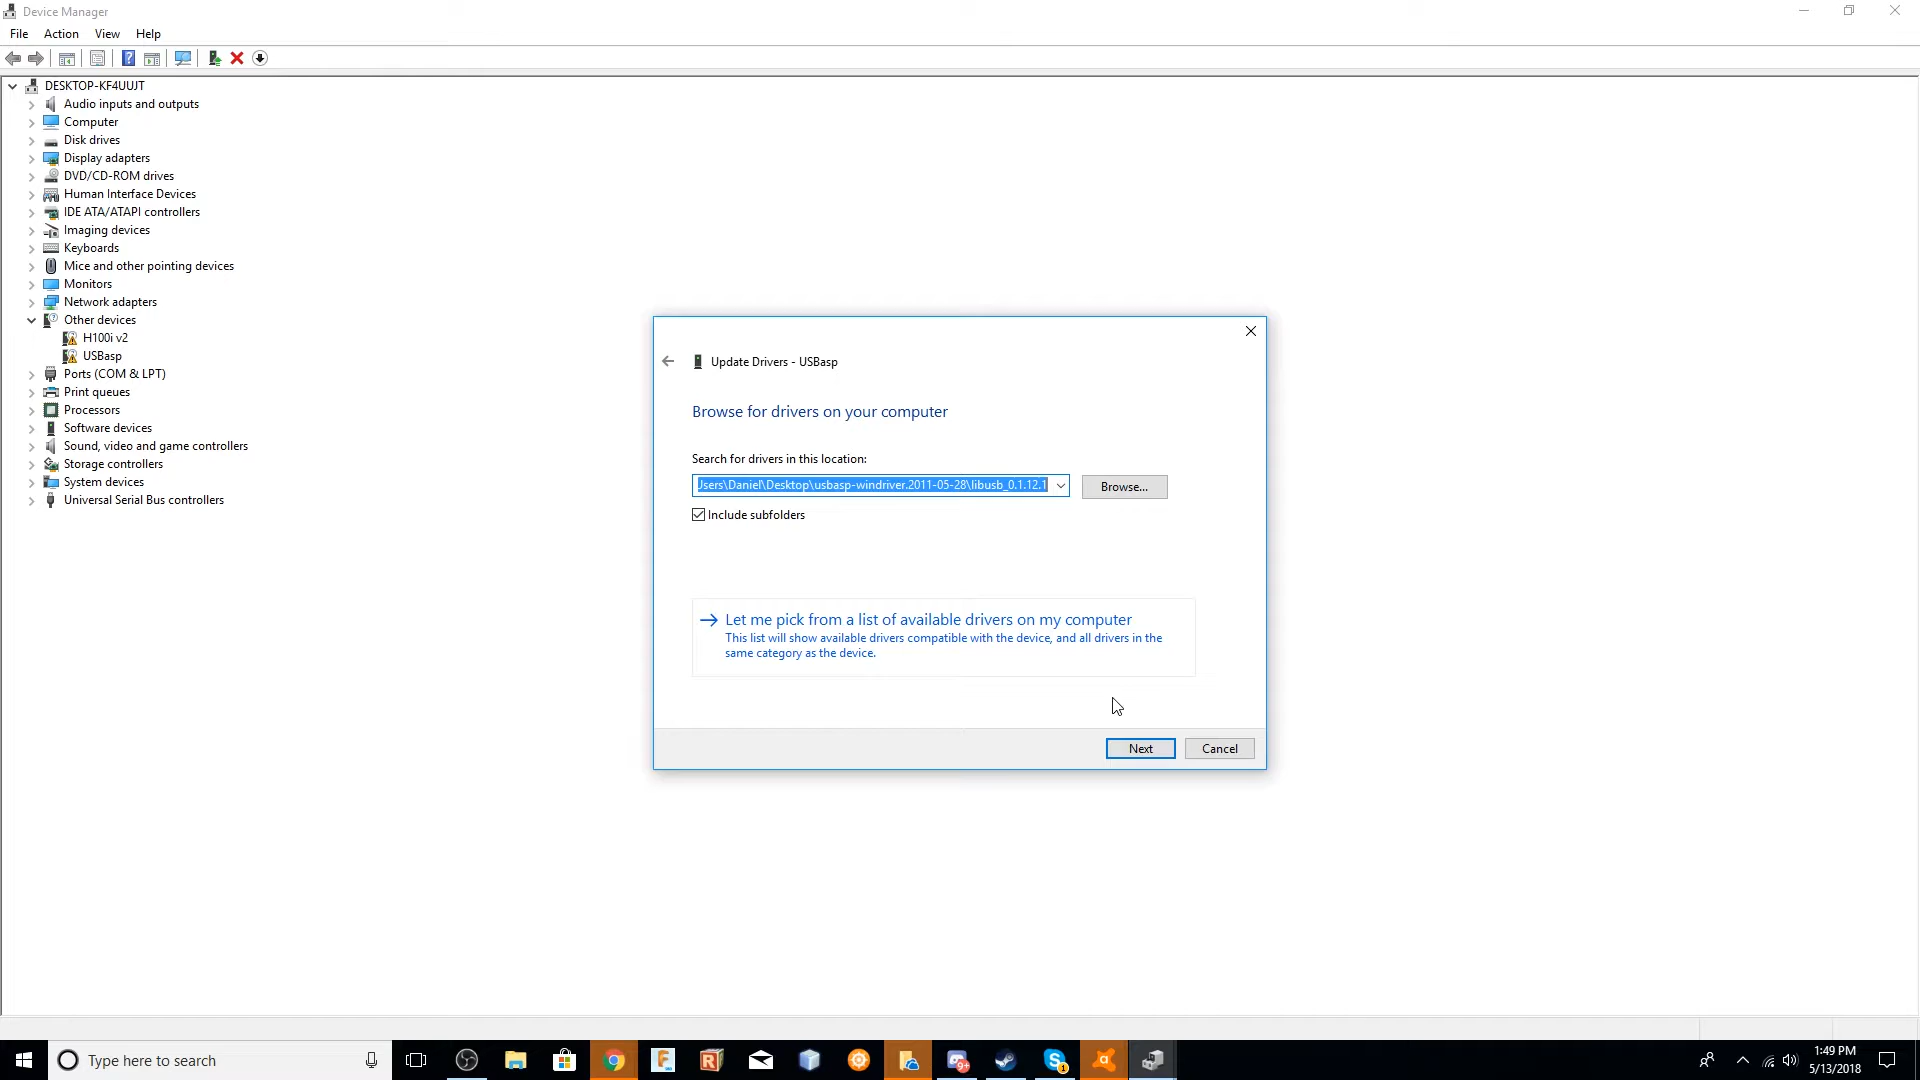 Device Manager
File Action View Help
DESKTOP-KF4UUJT
Audio inputs and outputs
Computer
Disk drives
Display adapters
DVD/CD-ROM drives
Human Interface Devices
IDE ATA/ATAPI controllers
Imaging devices
Keyboards
Mice and other pointing devices
Monitors
Network adapters
Other devices
H100i v2
USBasp
Ports (COM & LPT)
Print queues
Processors
Software devices
Sound, video and game controllers
Storage controllers
System devices
Universal Serial Bus controllers
Update Drivers - USBasp
Browse for drivers on your computer
Search for drivers in this location:
Users\Daniel\Desktop\usbasp-windriver.2011-05-28\libusb_0.1.12.1
Browse...
Include subfolders
Let me pick from a list of available drivers on my computer
This list will show available drivers compatible with the device, and all drivers in the
same category as the device.
Next Cancel
Type here to search
9+
1
1:49 PM
5/13/2018